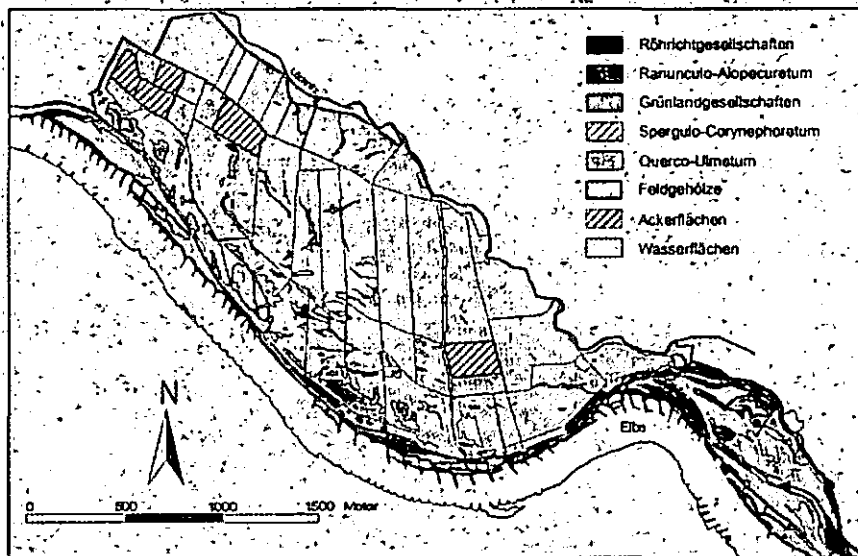 Röhrichtgesellschaften
Ranunculo-Alopecuretum
Grünlandgesellschaften
Spergulo-Corynephoretum
Querco-Ulmetum
Feldgehölze
Ackerflächen
Wasserflächen
N
Elbe
0 500 1000 1500 Meter